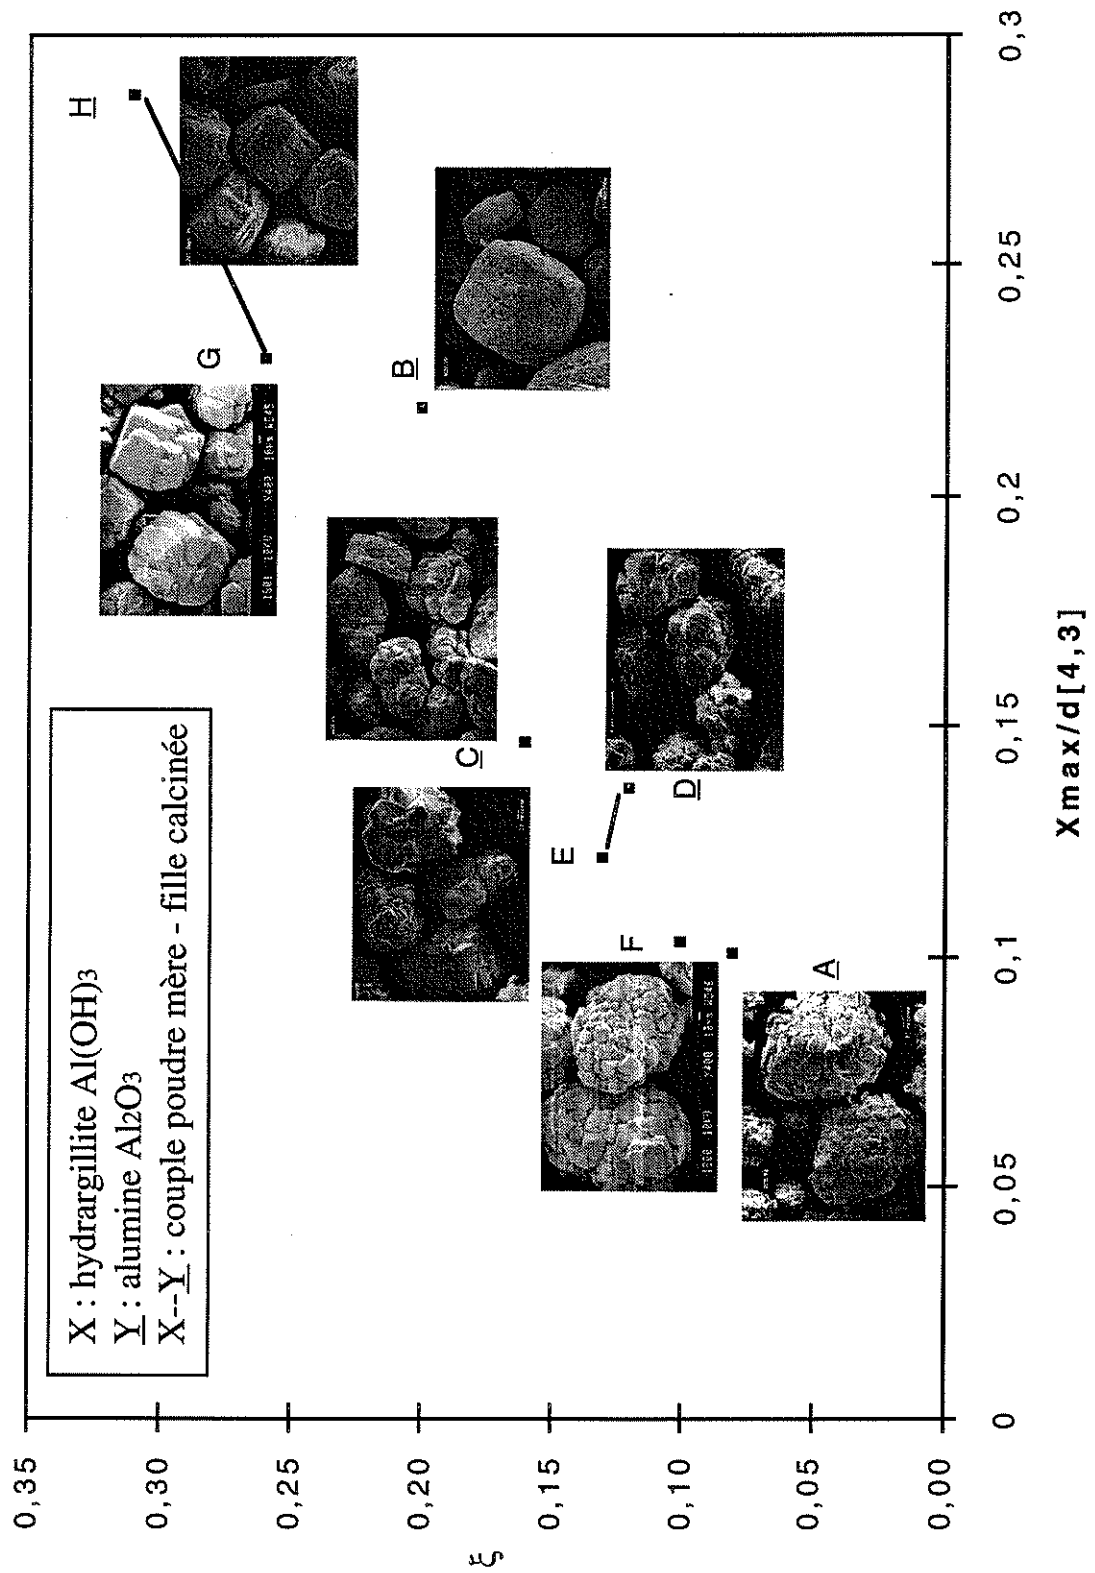 X : hydrargillite Al(OH)3
Y : alumine Al2O3
X--Y : couple poudre mère - fille calcinée
0,35
0,30
0,25
0,20
0,15
0,10
0,05
0,00
ξ
H
G
B
C
E
D
F
A
0
0,05
0,1
0,15
0,2
0,25
0,3
Xmax/d[4,3]